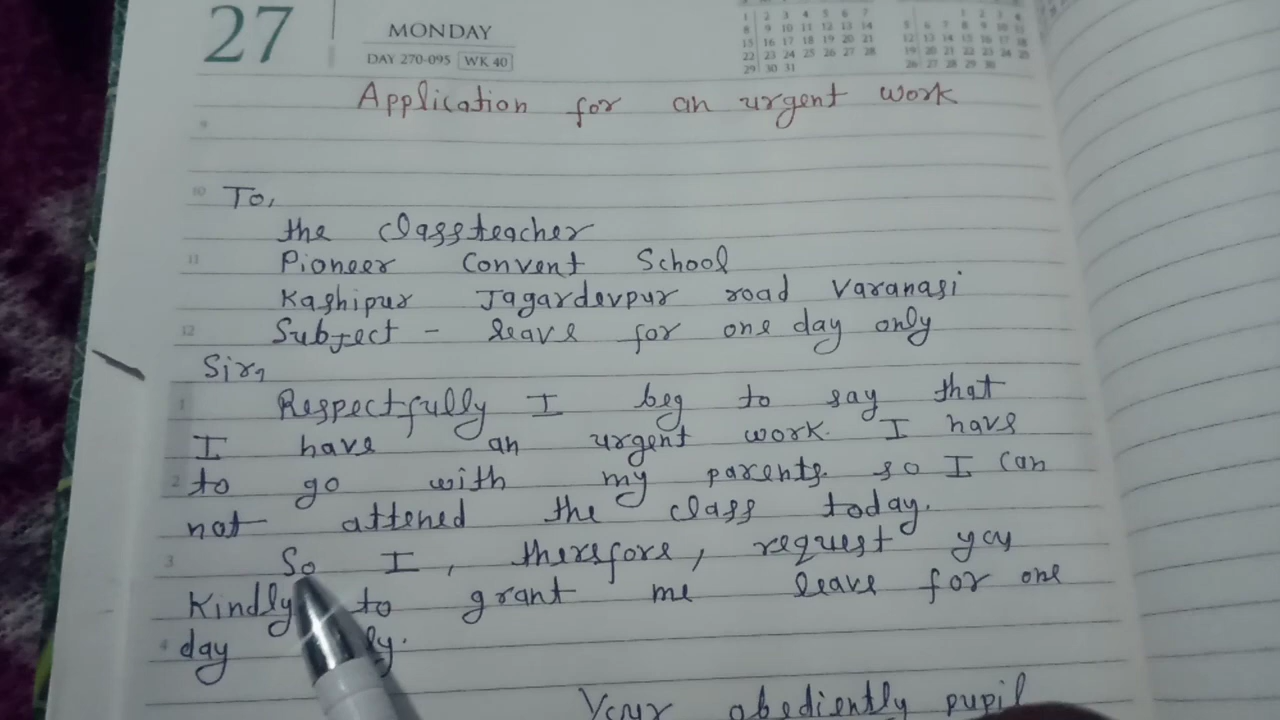 27
MONDAY
DAY 270-095 WK 40
Application for an urgent work
To,
the classteacher
Pioneer Convent School
Kashipur Jagardevpur road Varanasi
Subject - leave for one day only
Sir,
Respectfully I beg to say that
I have an urgent work. I have
to go with my parents. so I can
not attened the class today.
So I, therefore, request you
Kindly to grant me leave for one
day
Your obediently pupil